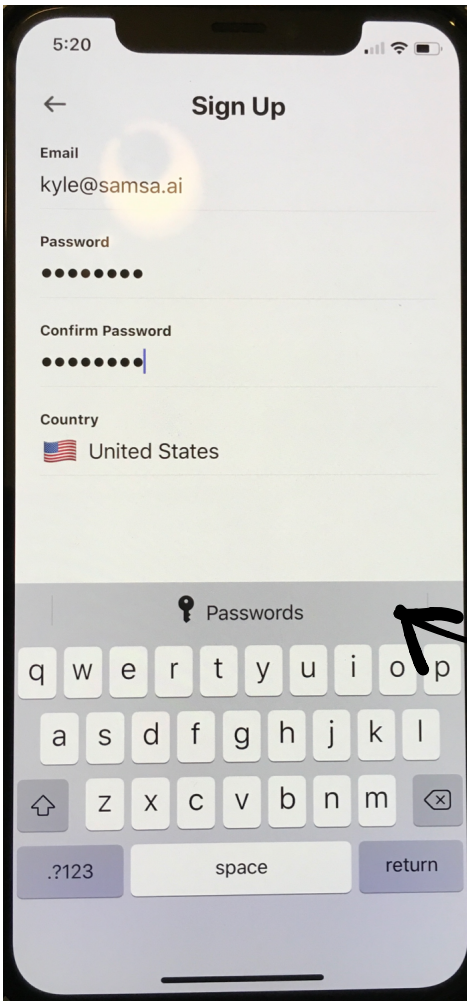 5:20
Sign Up
Email
kyle@samsa.ai
Password
••••••••
Confirm Password
••••••••
Country
United States
Passwords
q w e r t y u i o p
a s d f g h j k l
z x c v b n m
.?123 space return